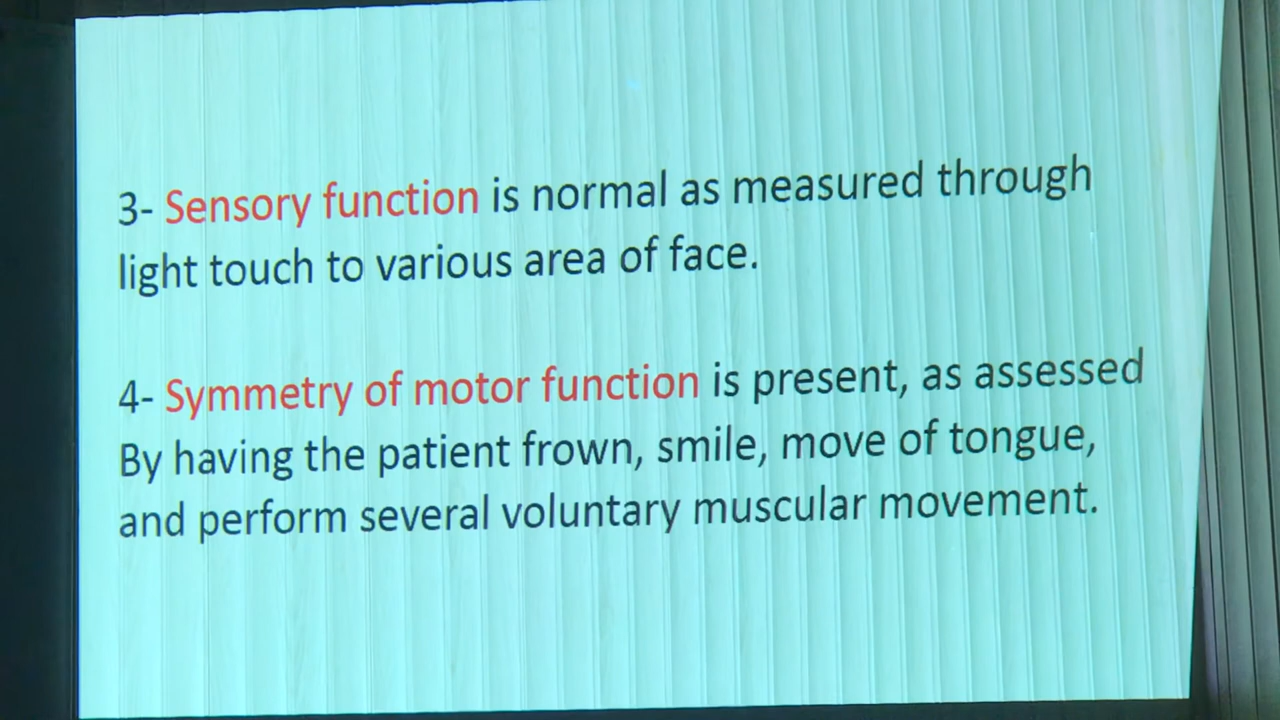 3- Sensory function is normal as measured through
light touch to various area of face.
4- Symmetry of motor function is present, as assessed
By having the patient frown, smile, move of tongue,
and perform several voluntary muscular movement.